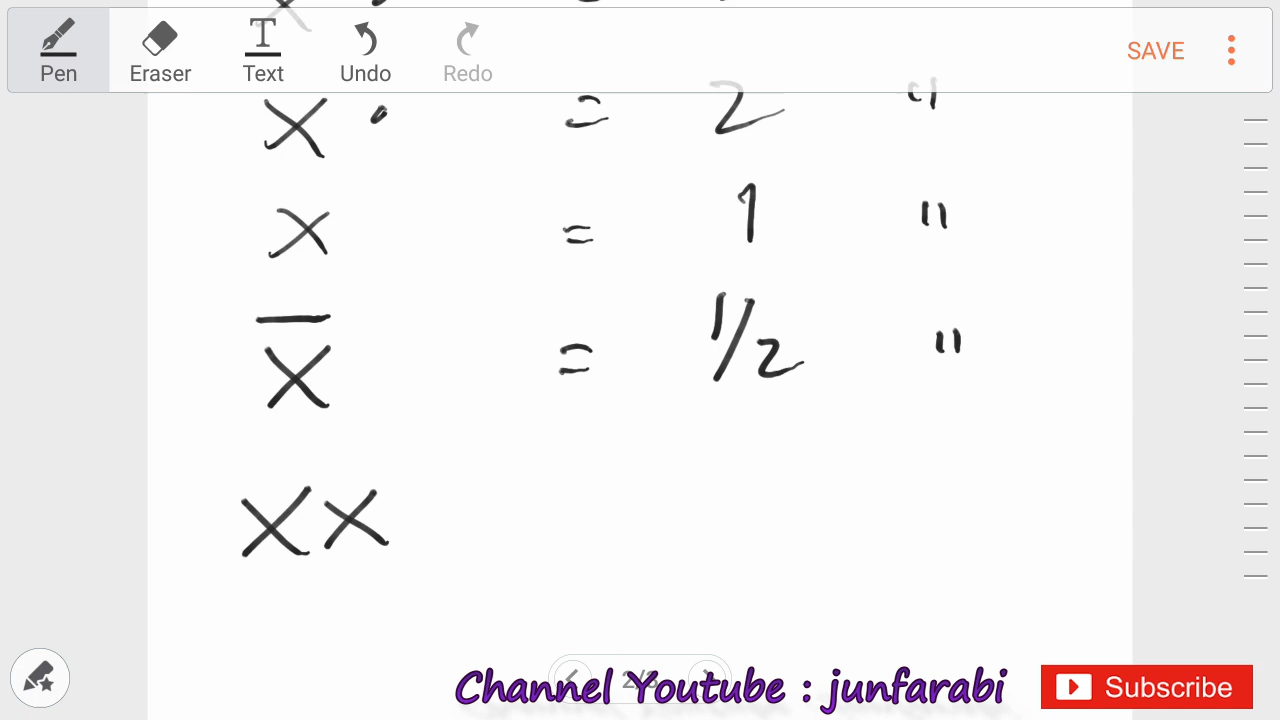 Pen Eraser Text Undo Redo SAVE
X . = 2 "
X = 1 "
X̅ = 1/2 "
XX
Channel Youtube : junfarabi Subscribe